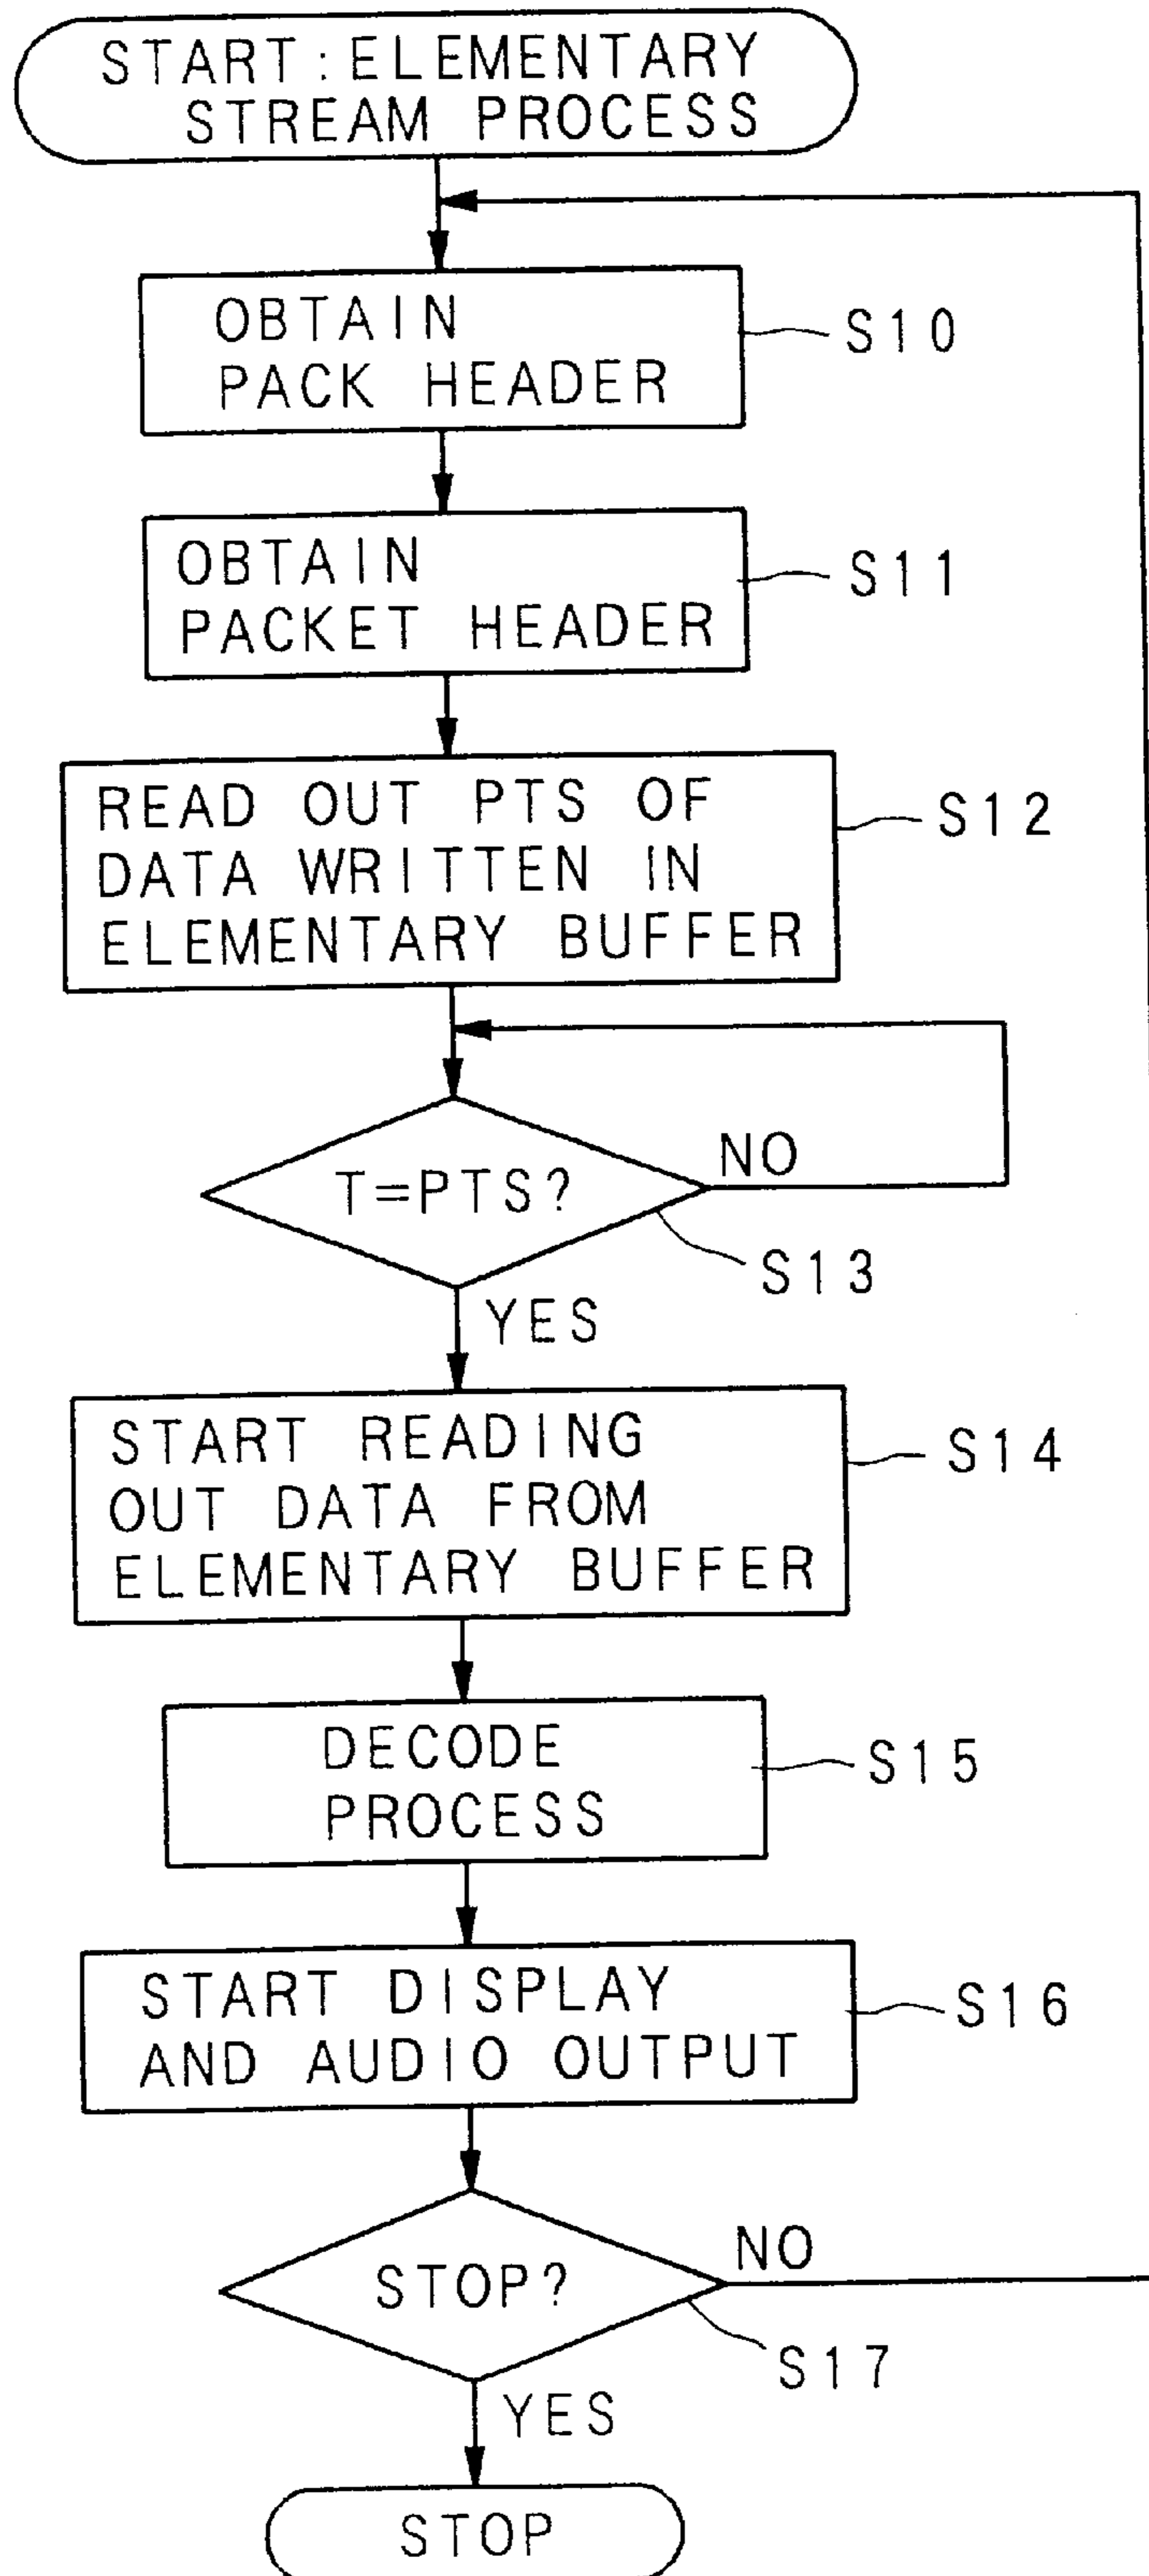 START:ELEMENTARY
STREAM PROCESS
OBTAIN
PACK HEADER
S10
OBTAIN
PACKET HEADER
S11
READ OUT PTS OF
DATA WRITTEN IN
ELEMENTARY BUFFER
S12
T=PTS?
NO
S13
YES
START READING
OUT DATA FROM
ELEMENTARY BUFFER
S14
DECODE
PROCESS
S15
START DISPLAY
AND AUDIO OUTPUT
S16
STOP?
NO
S17
YES
STOP